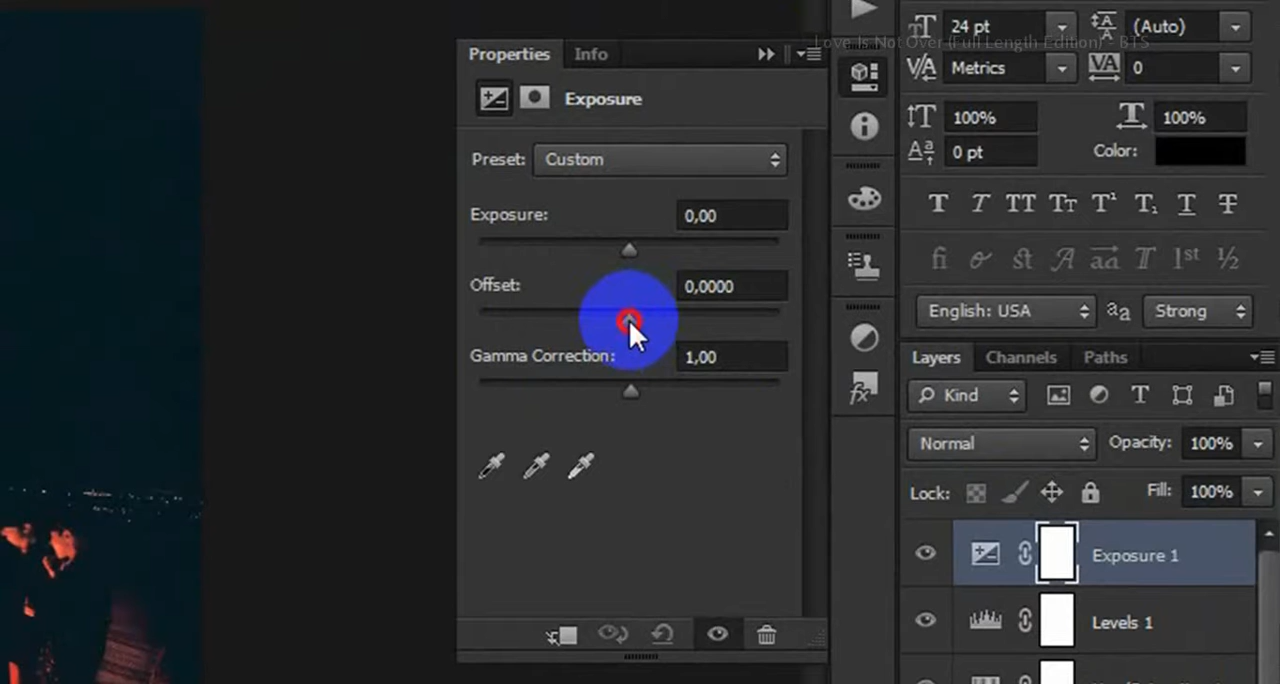 24 pt
(Auto)
Love Is Not Over (Full Length Edition) - BTS
Properties
Info
Metrics
0
Exposure
100%
100%
Preset: Custom
0 pt
Color:
Exposure: 0,00
T T TT Tt T¹ T₁ T T
fi st A aa T 1st ½
Offset: 0,0000
English: USA
aa
Strong
Gamma Correction: 1,00
Layers
Channels
Paths
Kind
Normal
Opacity: 100%
Lock:
Fill: 100%
Exposure 1
Levels 1